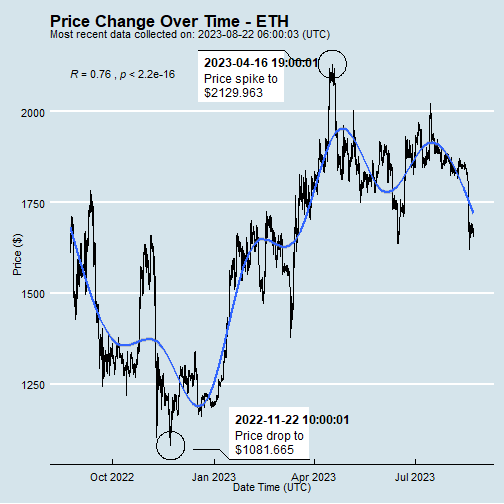 Price Change Over Time - ETH
Most recent data collected on: 2023-08-22 06:00:03 (UTC)
2023-04-16 19:00:01
Price spike to
$2129.963
R = 0.76 , p < 2.2e-16
2000
1750
1500
1250
Price ($)
2022-11-22 10:00:01
Price drop to
$1081.665
Oct 2022
Jan 2023
Apr 2023
Jul 2023
Date Time (UTC)